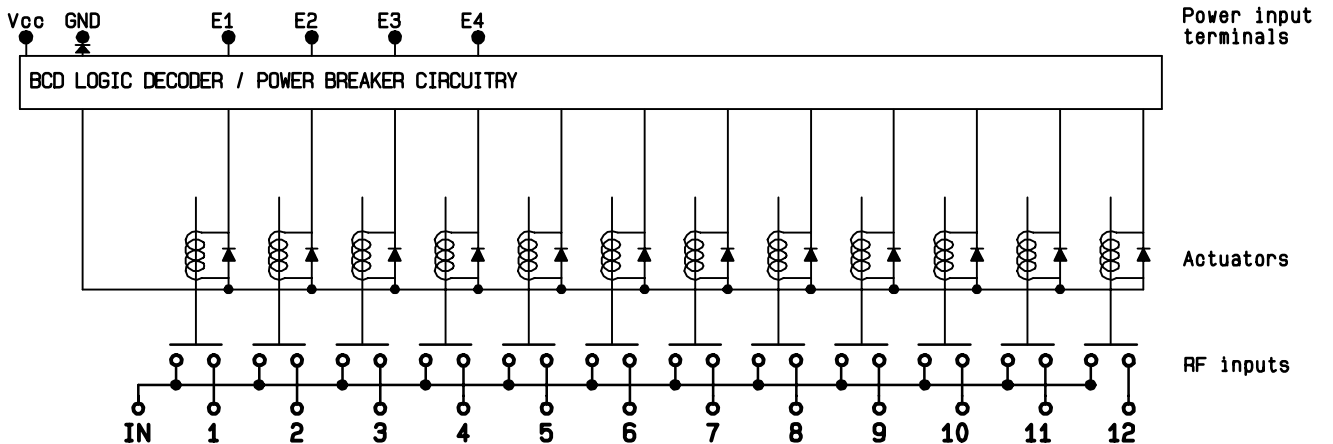 Vcc GND E1 E2 E3 E4 Power input
terminals
BCD LOGIC DECODER / POWER BREAKER CIRCUITRY
Actuators
RF inputs
IN 1 2 3 4 5 6 7 8 9 10 11 12